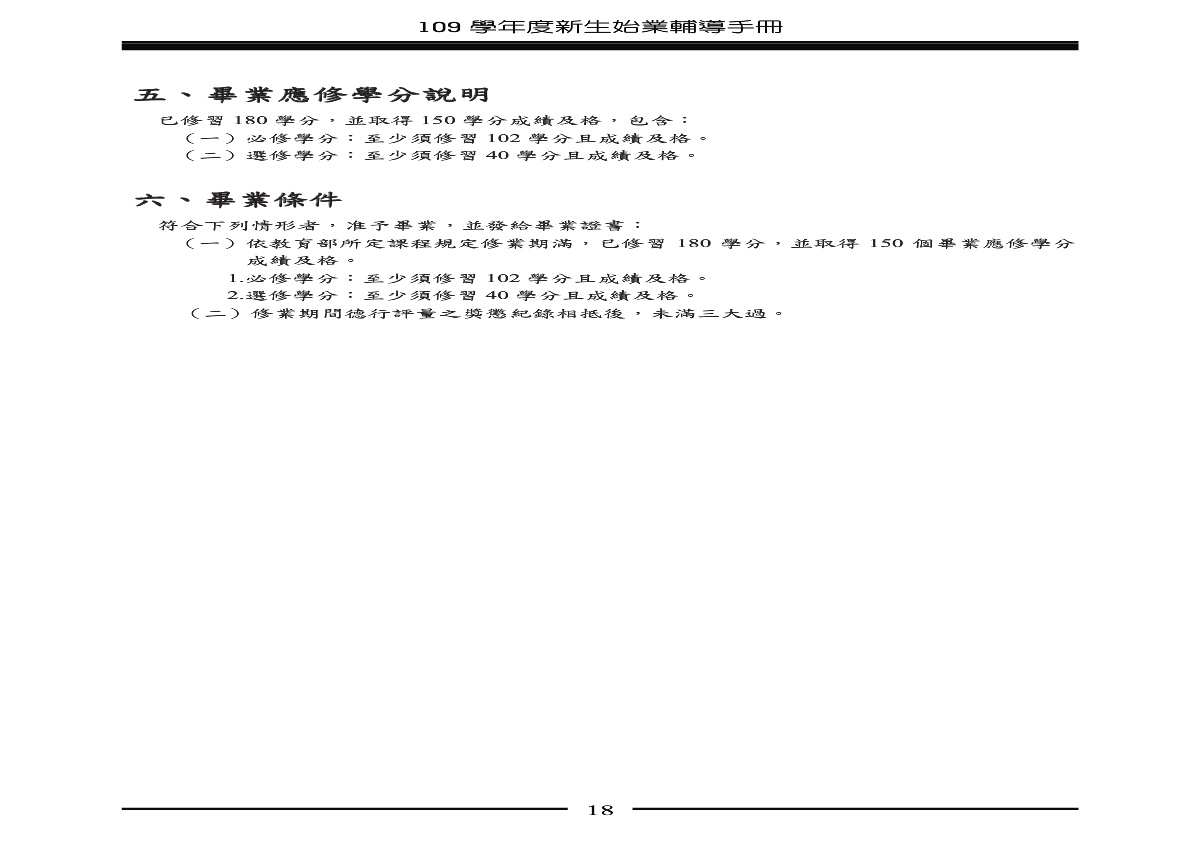 109 學年度新生始業輔導手冊
五、畢業應修學分說明
已修習 180 學分，並取得 150 學分成績及格，包含：
（一）必修學分：至少須修習 102 學分且成績及格。
（二）選修學分：至少須修習 40 學分且成績及格。
六、畢業條件
符合下列情形者，准予畢業，並發給畢業證書：
（一）依教育部所定課程規定修業期滿，已修習 180 學分，並取得 150 個畢業應修學分
成績及格。
1.必修學分：至少須修習 102 學分且成績及格。
2.選修學分：至少須修習 40 學分且成績及格。
（二）修業期間德行評量之獎懲紀錄相抵後，未滿三大過。
18